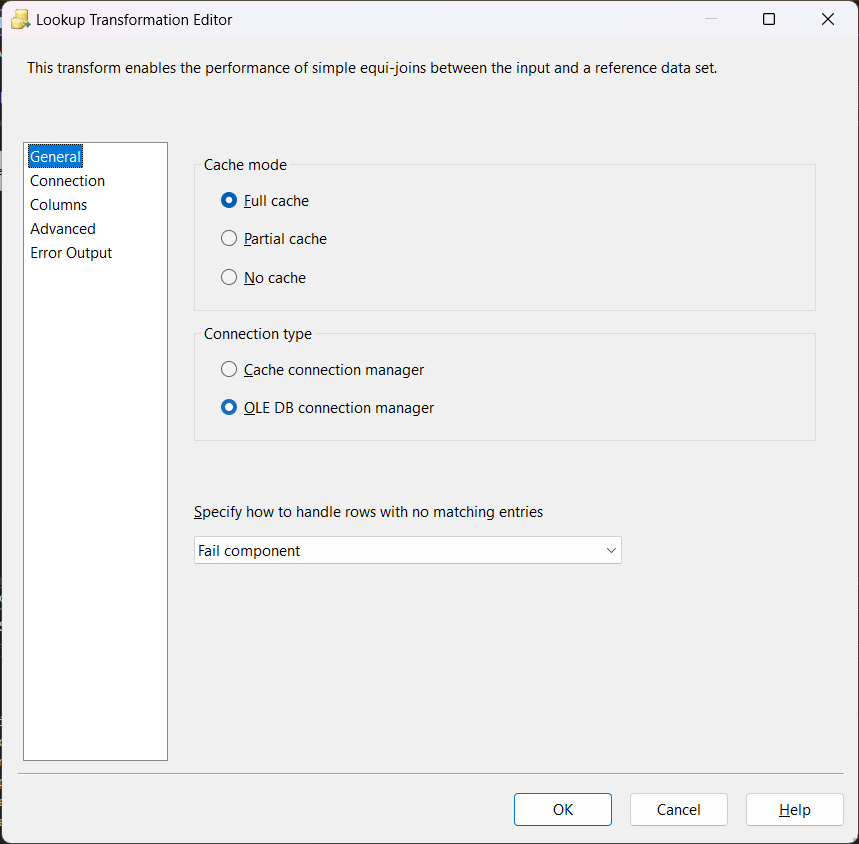 Lookup Transformation Editor
This transform enables the performance of simple equi-joins between the input and a reference data set.
General
Connection
Columns
Advanced
Error Output
Cache mode
Full cache
Partial cache
No cache
Connection type
Cache connection manager
OLE DB connection manager
Specify how to handle rows with no matching entries
Fail component
OK
Cancel
Help